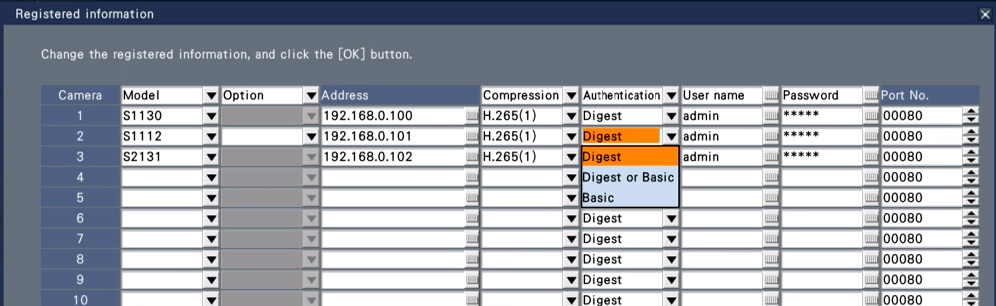 Registered information
Change the registered information, and click the [OK] button.
Camera Model Option Address Compression Authentication User name Password Port No.
1 S1130 192.168.0.100 H.265(1) Digest admin ***** 00080
2 S1112 192.168.0.101 H.265(1) Digest admin ***** 00080
3 S2131 192.168.0.102 H.265(1) Digest admin ***** 00080
4 Digest or Basic 00080
5 Basic 00080
6 Digest 00080
7 Digest 00080
8 Digest 00080
9 Digest 00080
10 Digest 00080